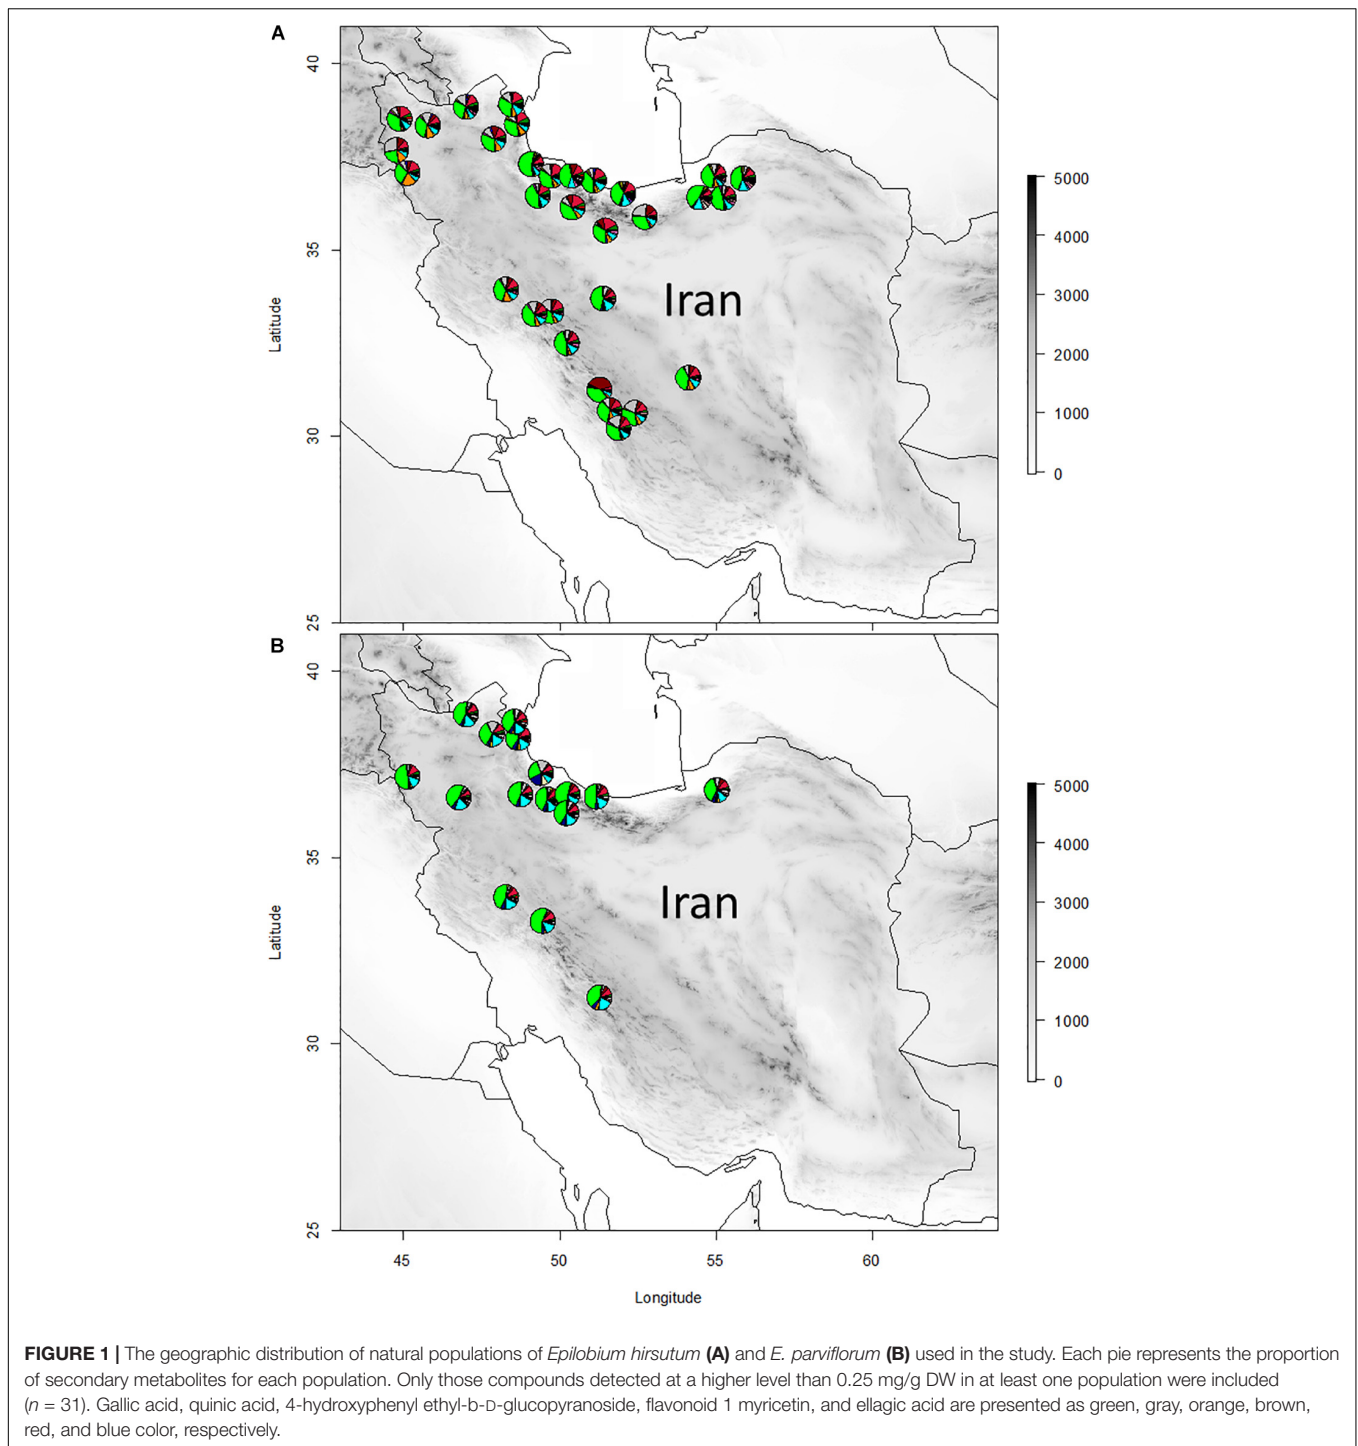 A
40
35
30
25
Latitude
Iran
5000
4000
3000
2000
1000
0
B
40
35
30
25
Latitude
Iran
5000
4000
3000
2000
1000
0
45 50 55 60
Longitude
FIGURE 1 | The geographic distribution of natural populations of Epilobium hirsutum (A) and E. parviflorum (B) used in the study. Each pie represents the proportion
of secondary metabolites for each population. Only those compounds detected at a higher level than 0.25 mg/g DW in at least one population were included
(n = 31). Gallic acid, quinic acid, 4-hydroxyphenyl ethyl-b-D-glucopyranoside, flavonoid 1 myricetin, and ellagic acid are presented as green, gray, orange, brown,
red, and blue color, respectively.